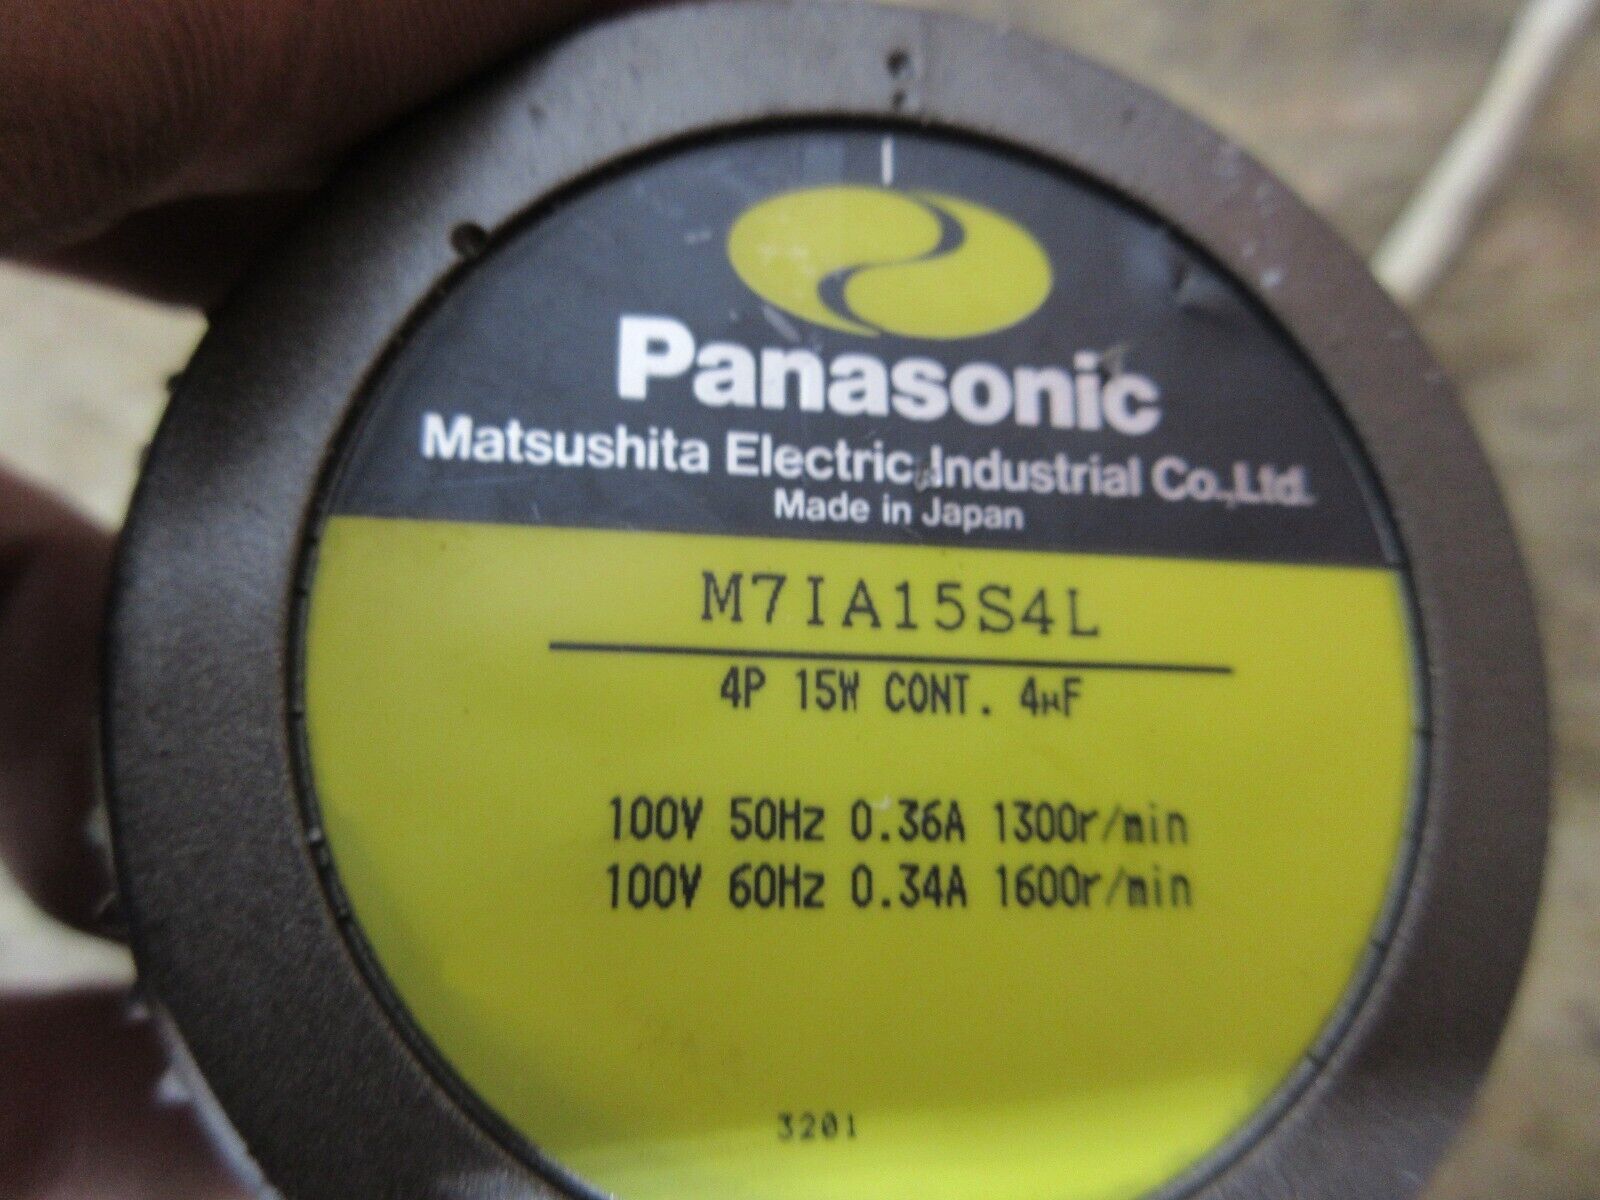 Panasonic
Matsushita Electric Industrial Co.,Ltd.
Made in Japan
M7IA15S4L
4P 15W CONT. 4μF
100V 50Hz 0.36A 1300r/min
100V 60Hz 0.34A 1600r/min
3201